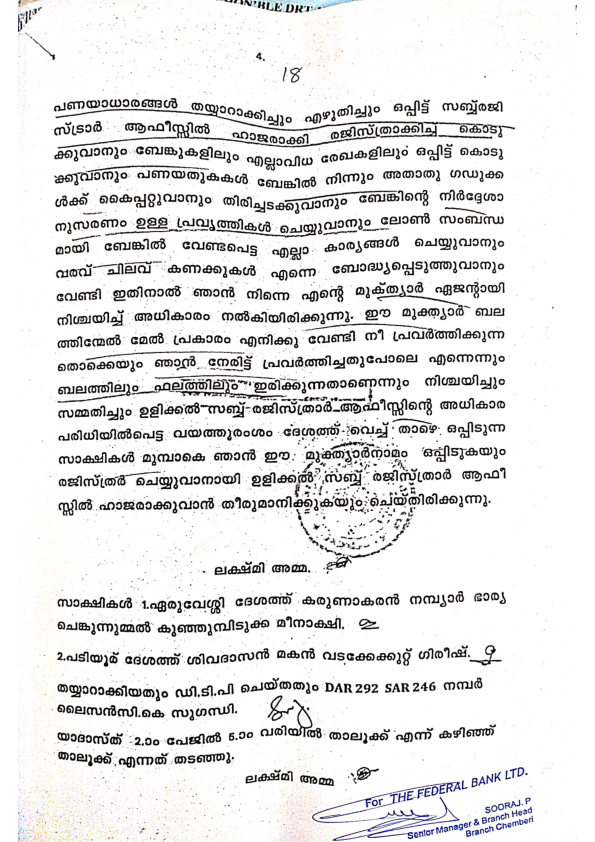 HON'BLE DRT
4.
18
പണയാധാരങ്ങൾ തയ്യാറാക്കിച്ചും എഴുതിച്ചും ഒപ്പിട്ട് സബ്ബ്രജി
സ്ട്രാർ ആഫീസ്സിൽ ഹാജരാക്കി രജിസ്ത്രാക്കിച്ച് കൊടു
ക്കുവാനും ബേങ്കുകളിലും എല്ലാവിധ രേഖകളിലും ഒപ്പിട്ട് കൊടു
ക്കുവാനും പണയതുകകൾ ബേങ്കിൽ നിന്നും അതാതു ഗഡുക്ക
ൾക്ക് കൈപ്പറ്റുവാനും തിരിച്ചടക്കുവാനും ബേങ്കിന്റെ നിർദ്ദേശാ
നുസരണം ഉള്ള പ്രവൃത്തികൾ ചെയ്യുവാനും ലോൺ സംബന്ധ
മായി ബേങ്കിൽ വേണ്ടപെട്ട എല്ലാ കാര്യങ്ങൾ ചെയ്യുവാനും
വരവ് ചിലവ് കണക്കുകൾ എന്നെ ബോദ്ധ്യപ്പെടുത്തുവാനും
വേണ്ടി ഇതിനാൽ ഞാൻ നിന്നെ എന്റെ മുക്ത്യാർ ഏജന്റായി
നിശ്ചയിച്ച് അധികാരം നൽകിയിരിക്കുന്നു. ഈ മുക്ത്യാർ ബല
ത്തിന്മേൽ മേൽ പ്രകാരം എനിക്കു വേണ്ടി നീ പ്രവർത്തിക്കുന്ന
തൊക്കെയും ഞാൻ നേരിട്ട് പ്രവർത്തിച്ചതുപോലെ എന്നെന്നും
ബലത്തിലും ഫലത്തിലും ഇരിക്കുന്നതാണെന്നും നിശ്ചയിച്ചും
സമ്മതിച്ചും ഉളിക്കൽ സബ്ബ് രജിസ്ത്രാർ ആഫീസ്സിന്റെ അധികാര
പരിധിയിൽപെട്ട വയത്തൂരംശം ദേശത്ത് വെച്ച് താഴെ ഒപ്പിടുന്ന
സാക്ഷികൾ മുമ്പാകെ ഞാൻ ഈ മുക്ത്യാർനാമം ഒപ്പിടുകയും
രജിസ്ത്രർ ചെയ്യുവാനായി ഉളിക്കൽ സബ്ബ് രജിസ്ത്രാർ ആഫീ
സ്സിൽ ഹാജരാക്കുവാൻ തീരുമാനിക്കുകയും ചെയ്തിരിക്കുന്നു.
ലക്ഷ്മി അമ്മ.
സാക്ഷികൾ 1.ഏരുവേശ്ശി ദേശത്ത് കരുണാകരൻ നമ്പ്യാർ ഭാര്യ
ചെങ്കുന്നുമ്മൽ കുഞ്ഞുമ്പിടുക്ക മീനാക്ഷി.
2.പടിയൂർ ദേശത്ത് ശിവദാസൻ മകൻ വടക്കേക്കുറ്റ് ഗിരീഷ്.
തയ്യാറാക്കിയതും ഡി.ടി.പി ചെയ്തതും DAR 292 SAR 246 നമ്പർ
ലൈസൻസി.കെ സുഗന്ധി.
യാദാസ്ത് :2.ാം പേജിൽ 5.ാം വരിയിൽ താലൂക്ക് എന്ന് കഴിഞ്ഞ്
താലൂക്ക് എന്നത് തടഞ്ഞു.
ലക്ഷ്മി അമ്മ
For THE FEDERAL BANK LTD.
SOORAJ. P
Senior Manager & Branch Head
Branch Chemberi